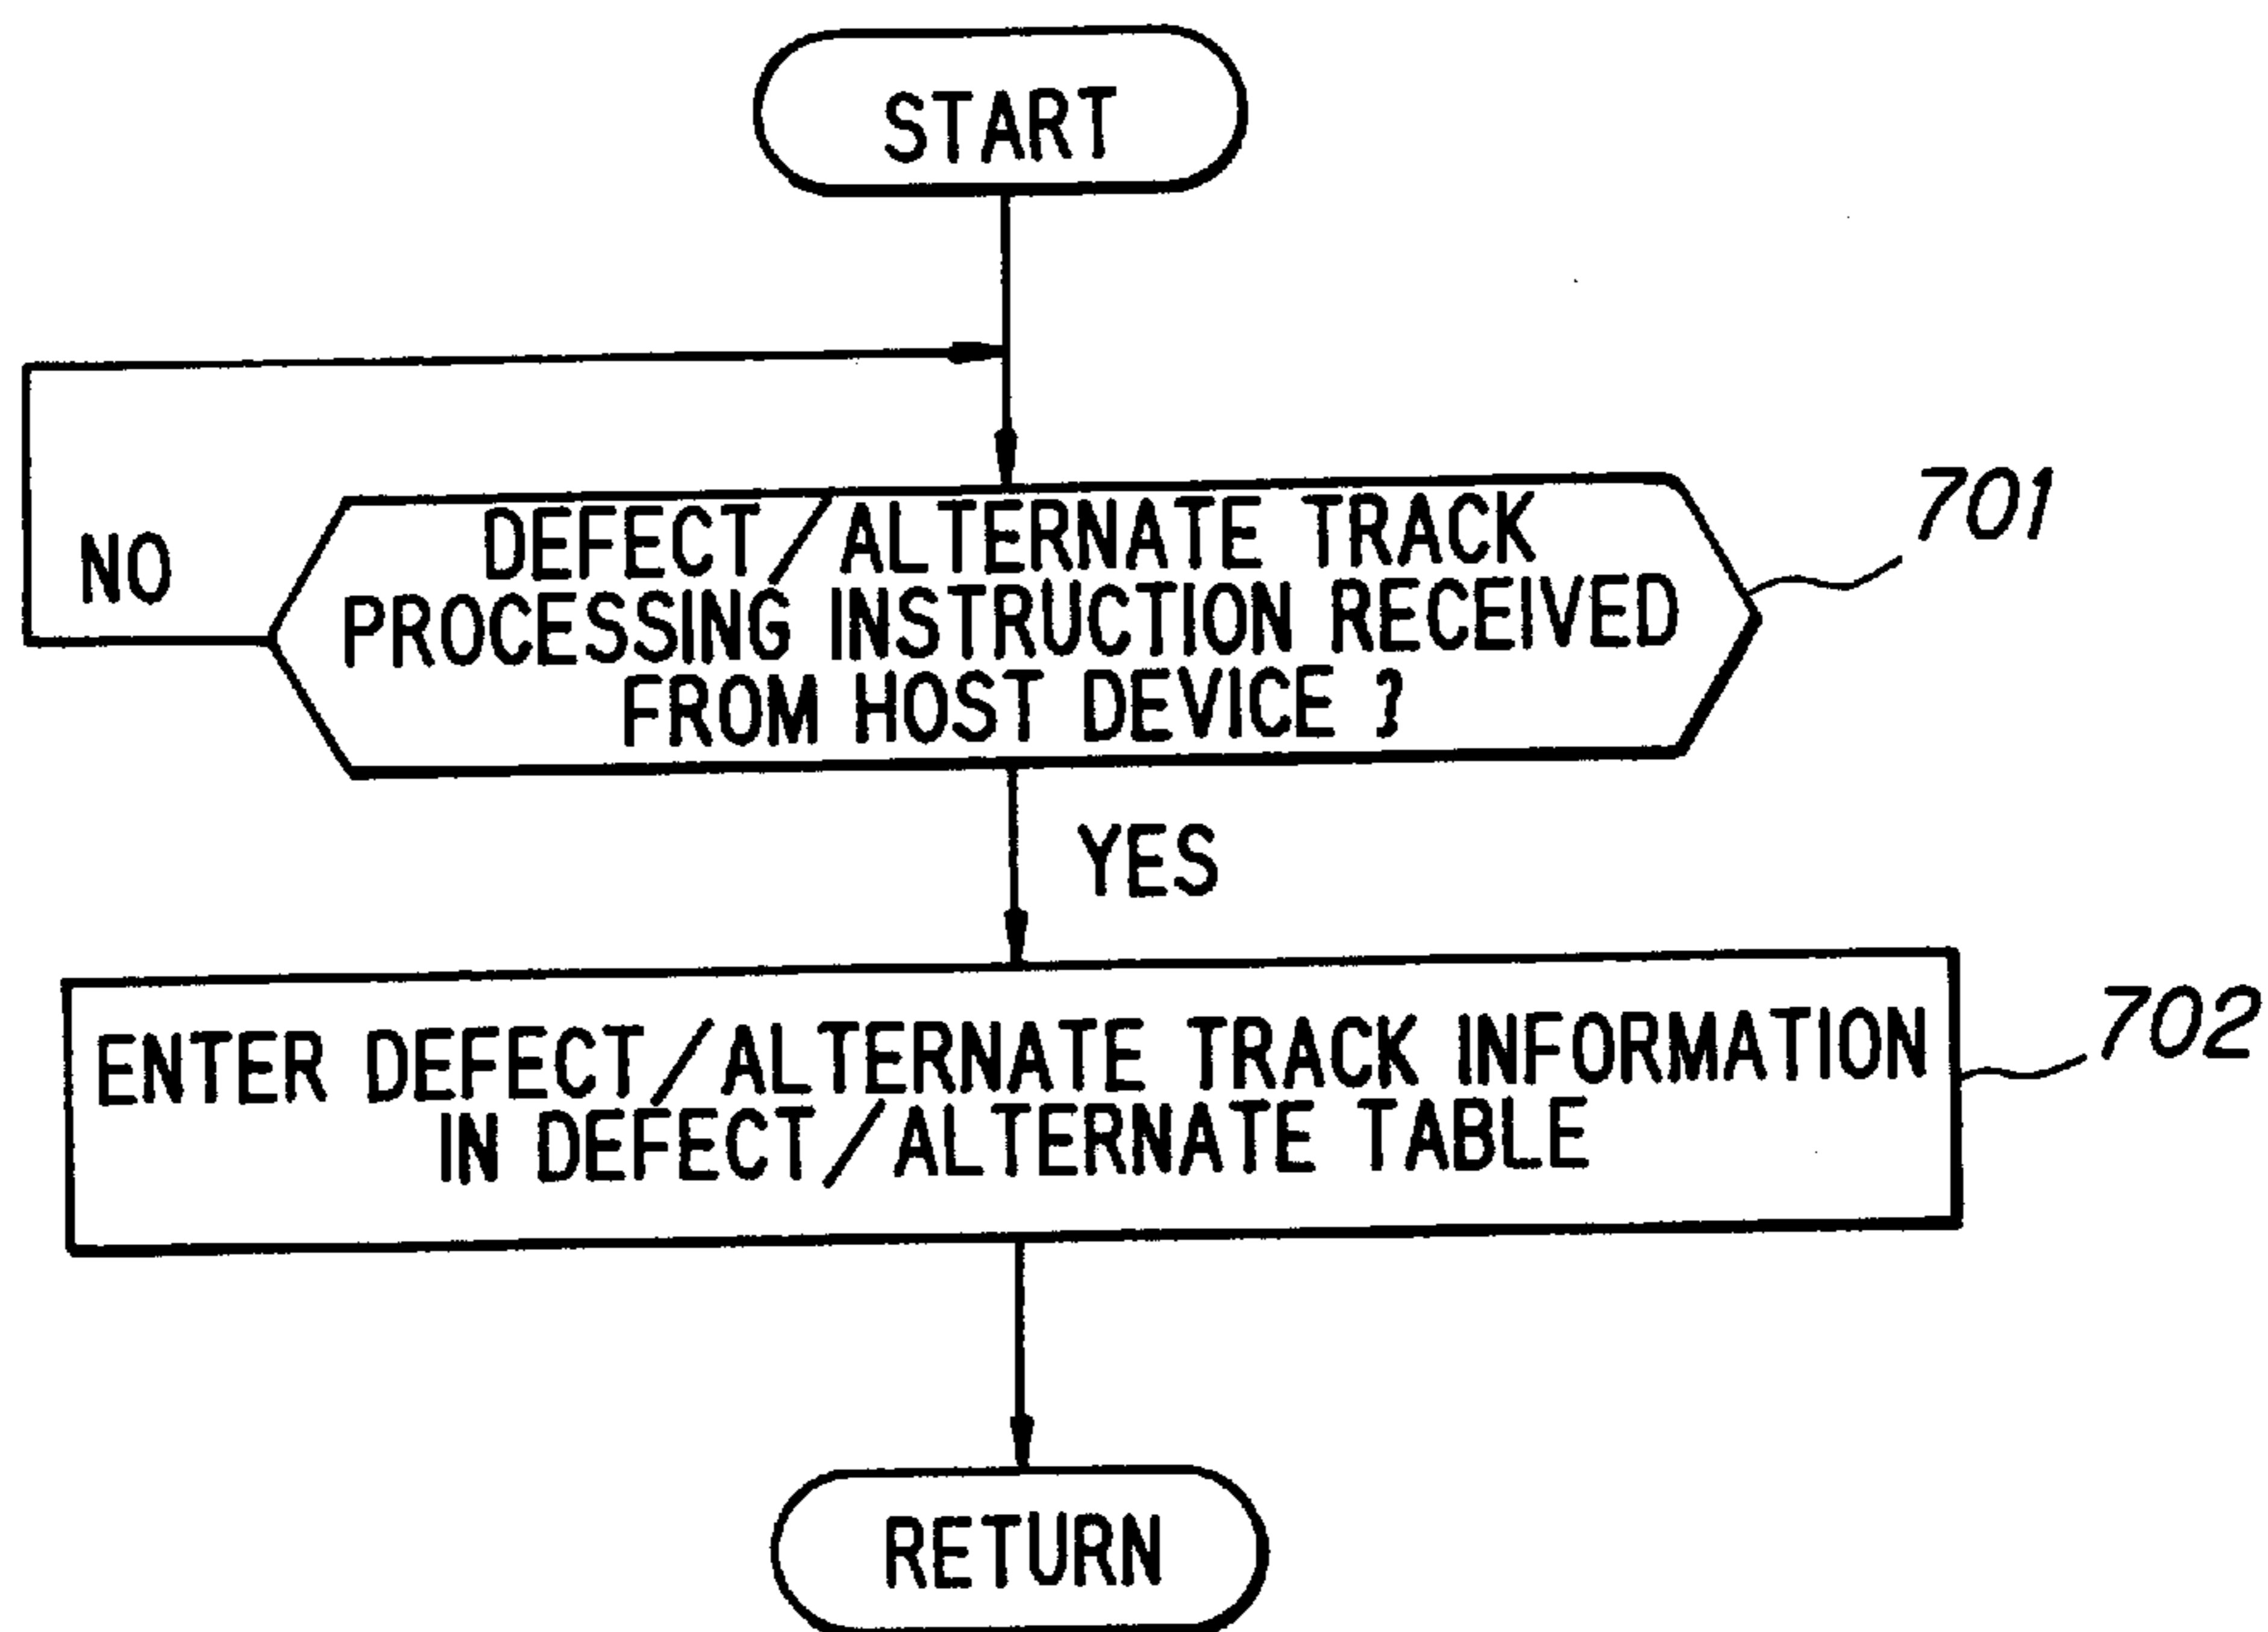 START
NO
DEFECT/ALTERNATE TRACK
PROCESSING INSTRUCTION RECEIVED
FROM HOST DEVICE ?
701
YES
ENTER DEFECT/ALTERNATE TRACK INFORMATION
IN DEFECT/ALTERNATE TABLE
702
RETURN